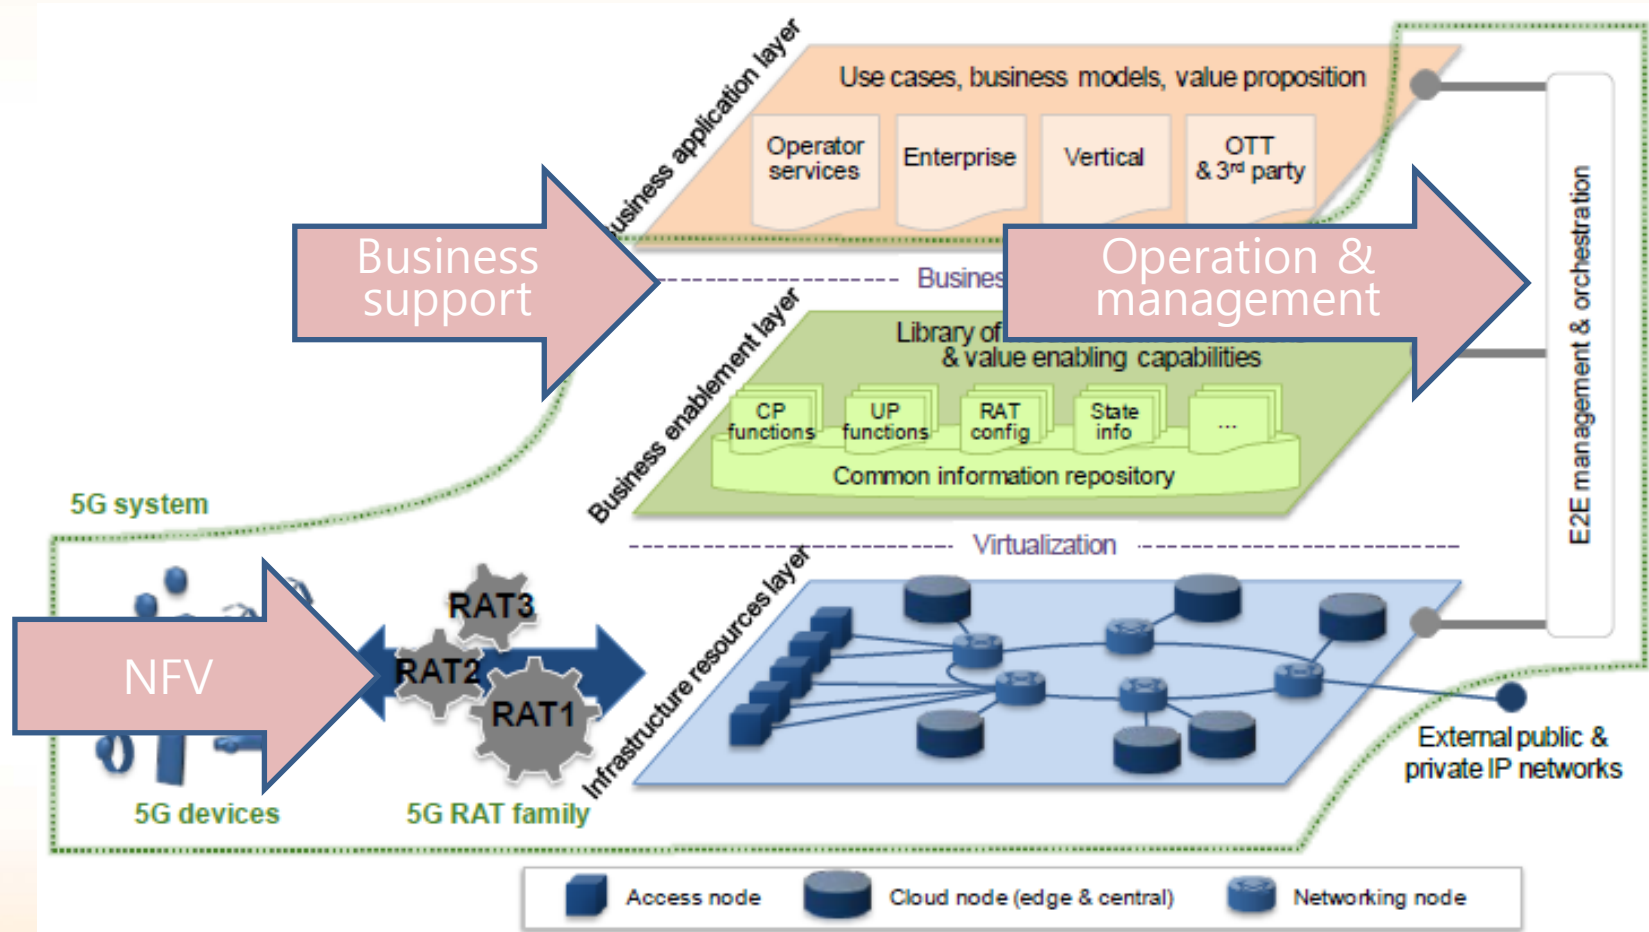 Business application layer
Use cases, business models, value proposition
Operator
services
Enterprise
Vertical
OTT
& 3rd party
Business
support
Operation &
management
Business
Business enablement layer
Library of
& value enabling capabilities
CP
functions
UP
functions
RAT
config
State
info
...
Common information repository
E2E management & orchestration
5G system
Virtualization
Infrastructure resources layer
NFV
RAT3
RAT2
RAT1
5G devices
5G RAT family
External public &
private IP networks
Access node
Cloud node (edge & central)
Networking node